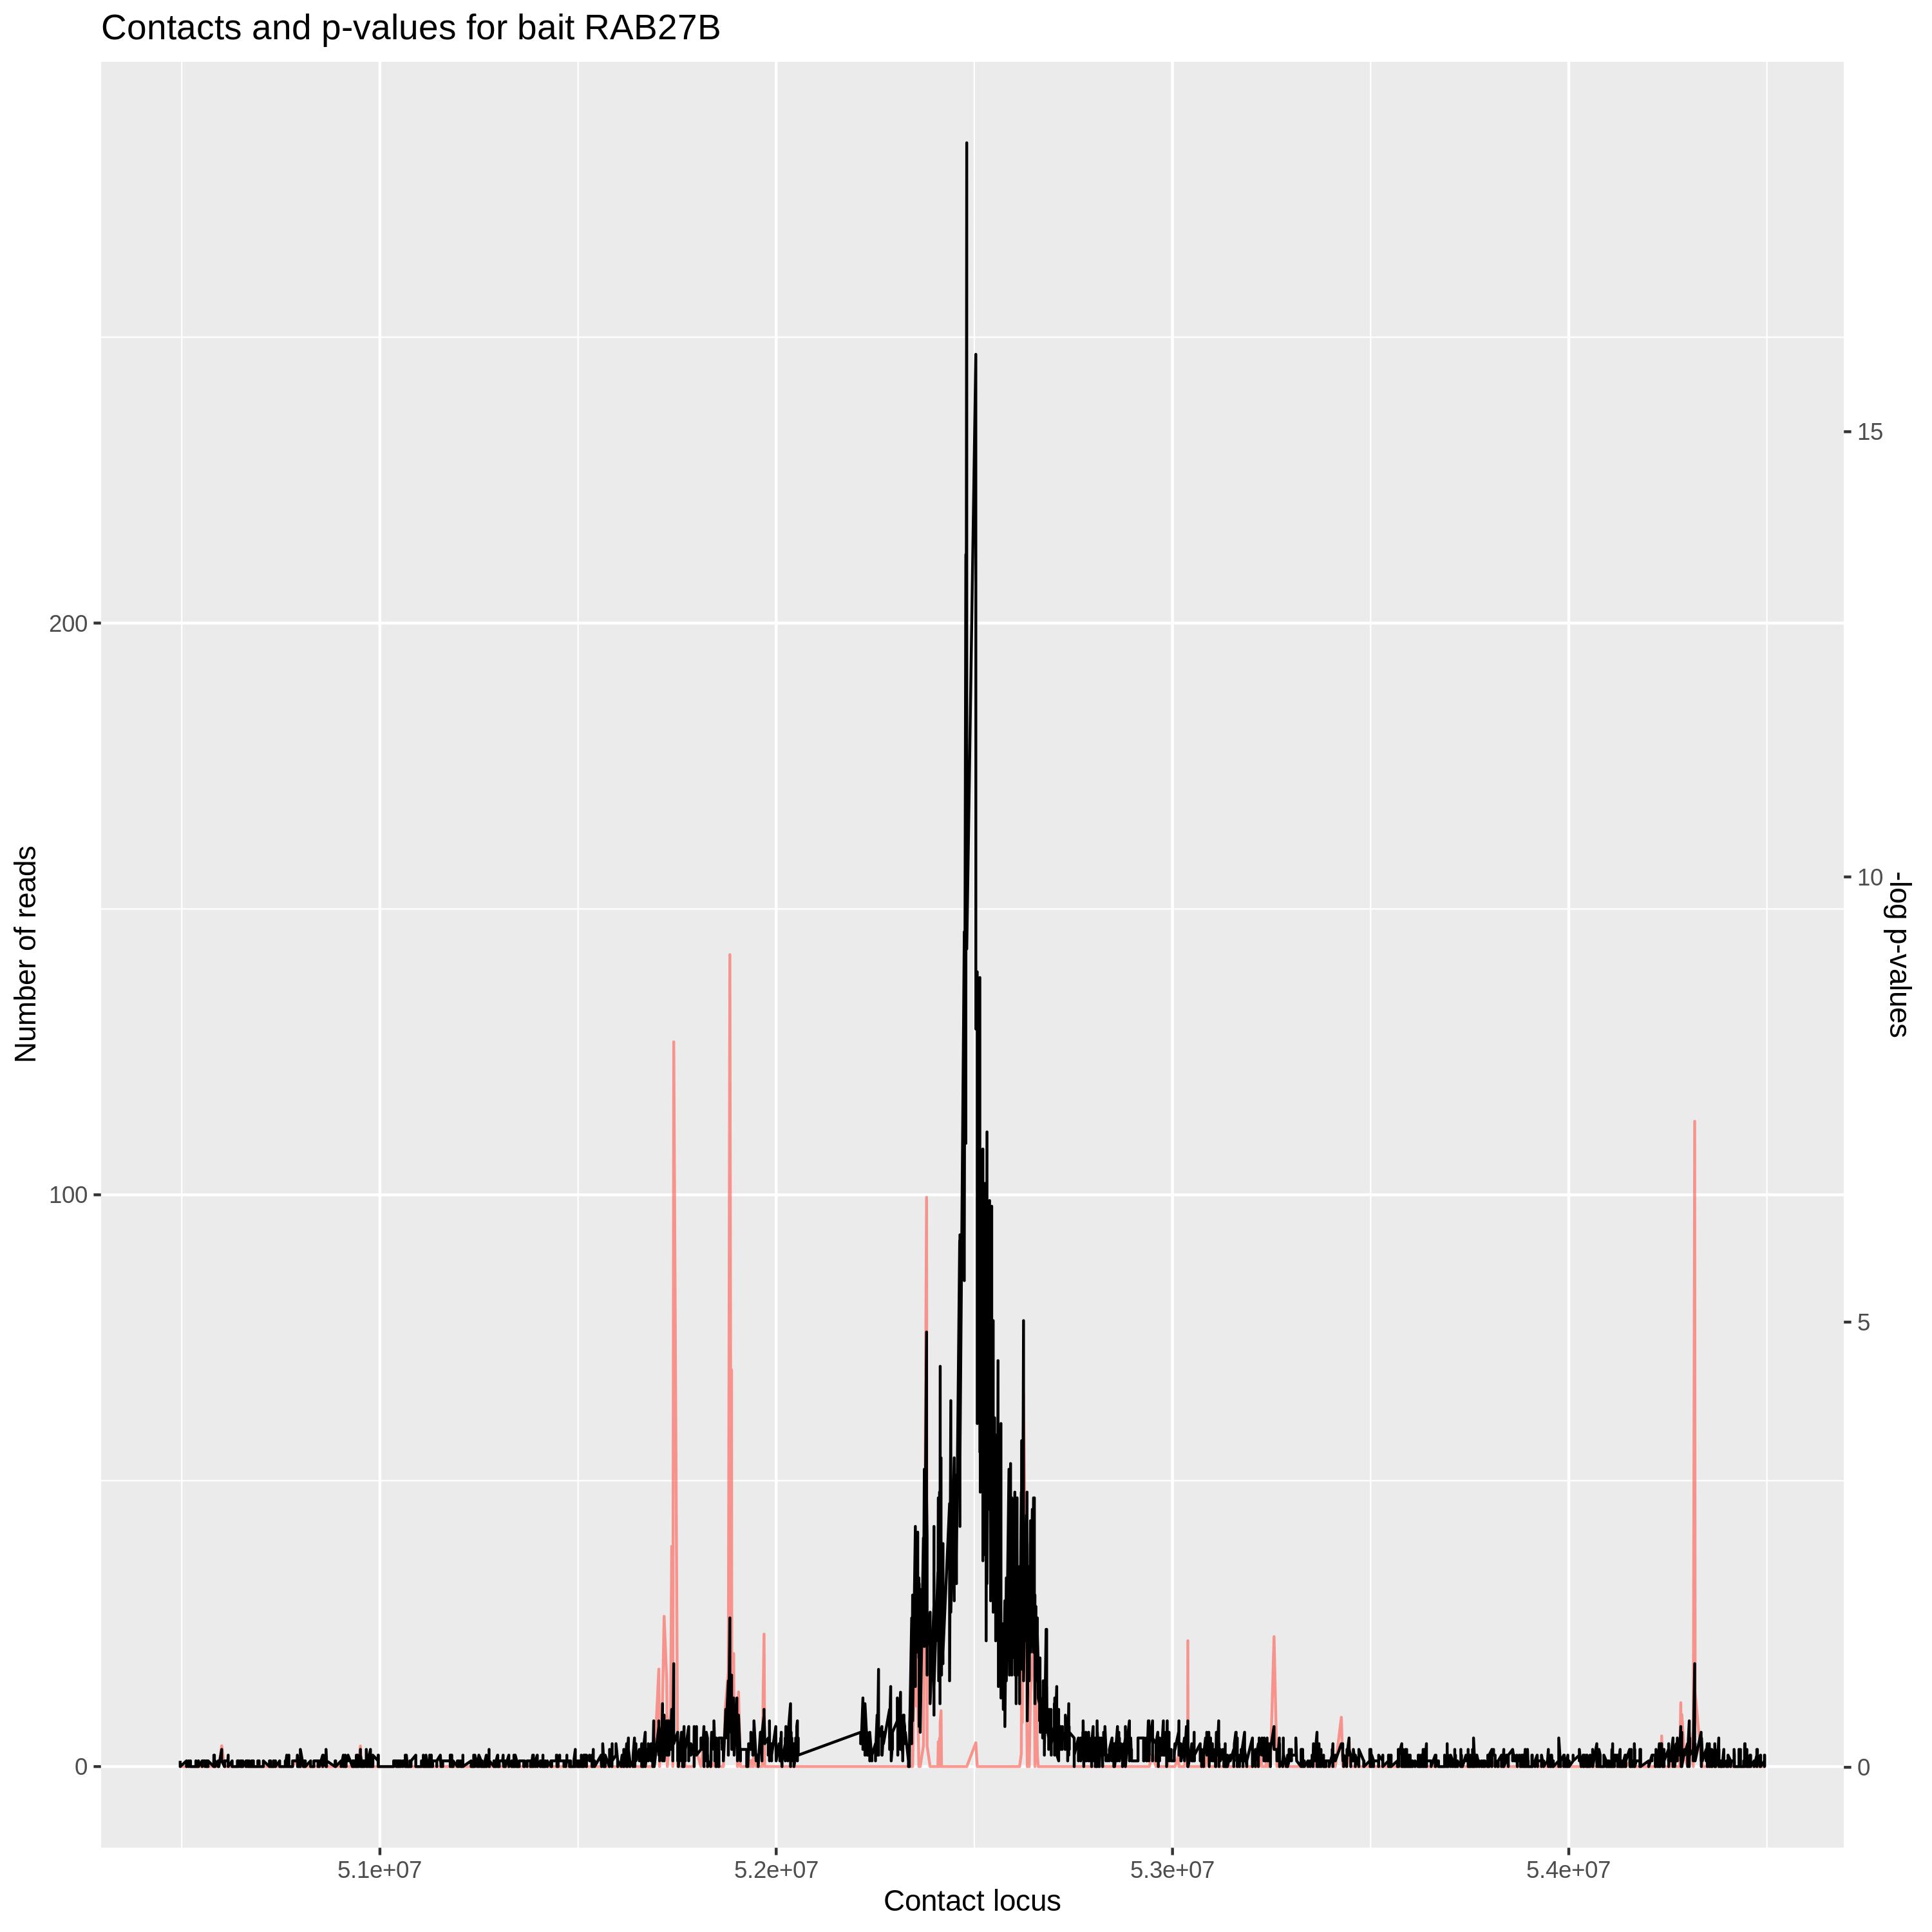 Contacts and p-values for bait RAB27B
Number of reads
200
100
0
15
10
5
0
-log p-values
5.1e+07
5.2e+07
5.3e+07
5.4e+07
Contact locus